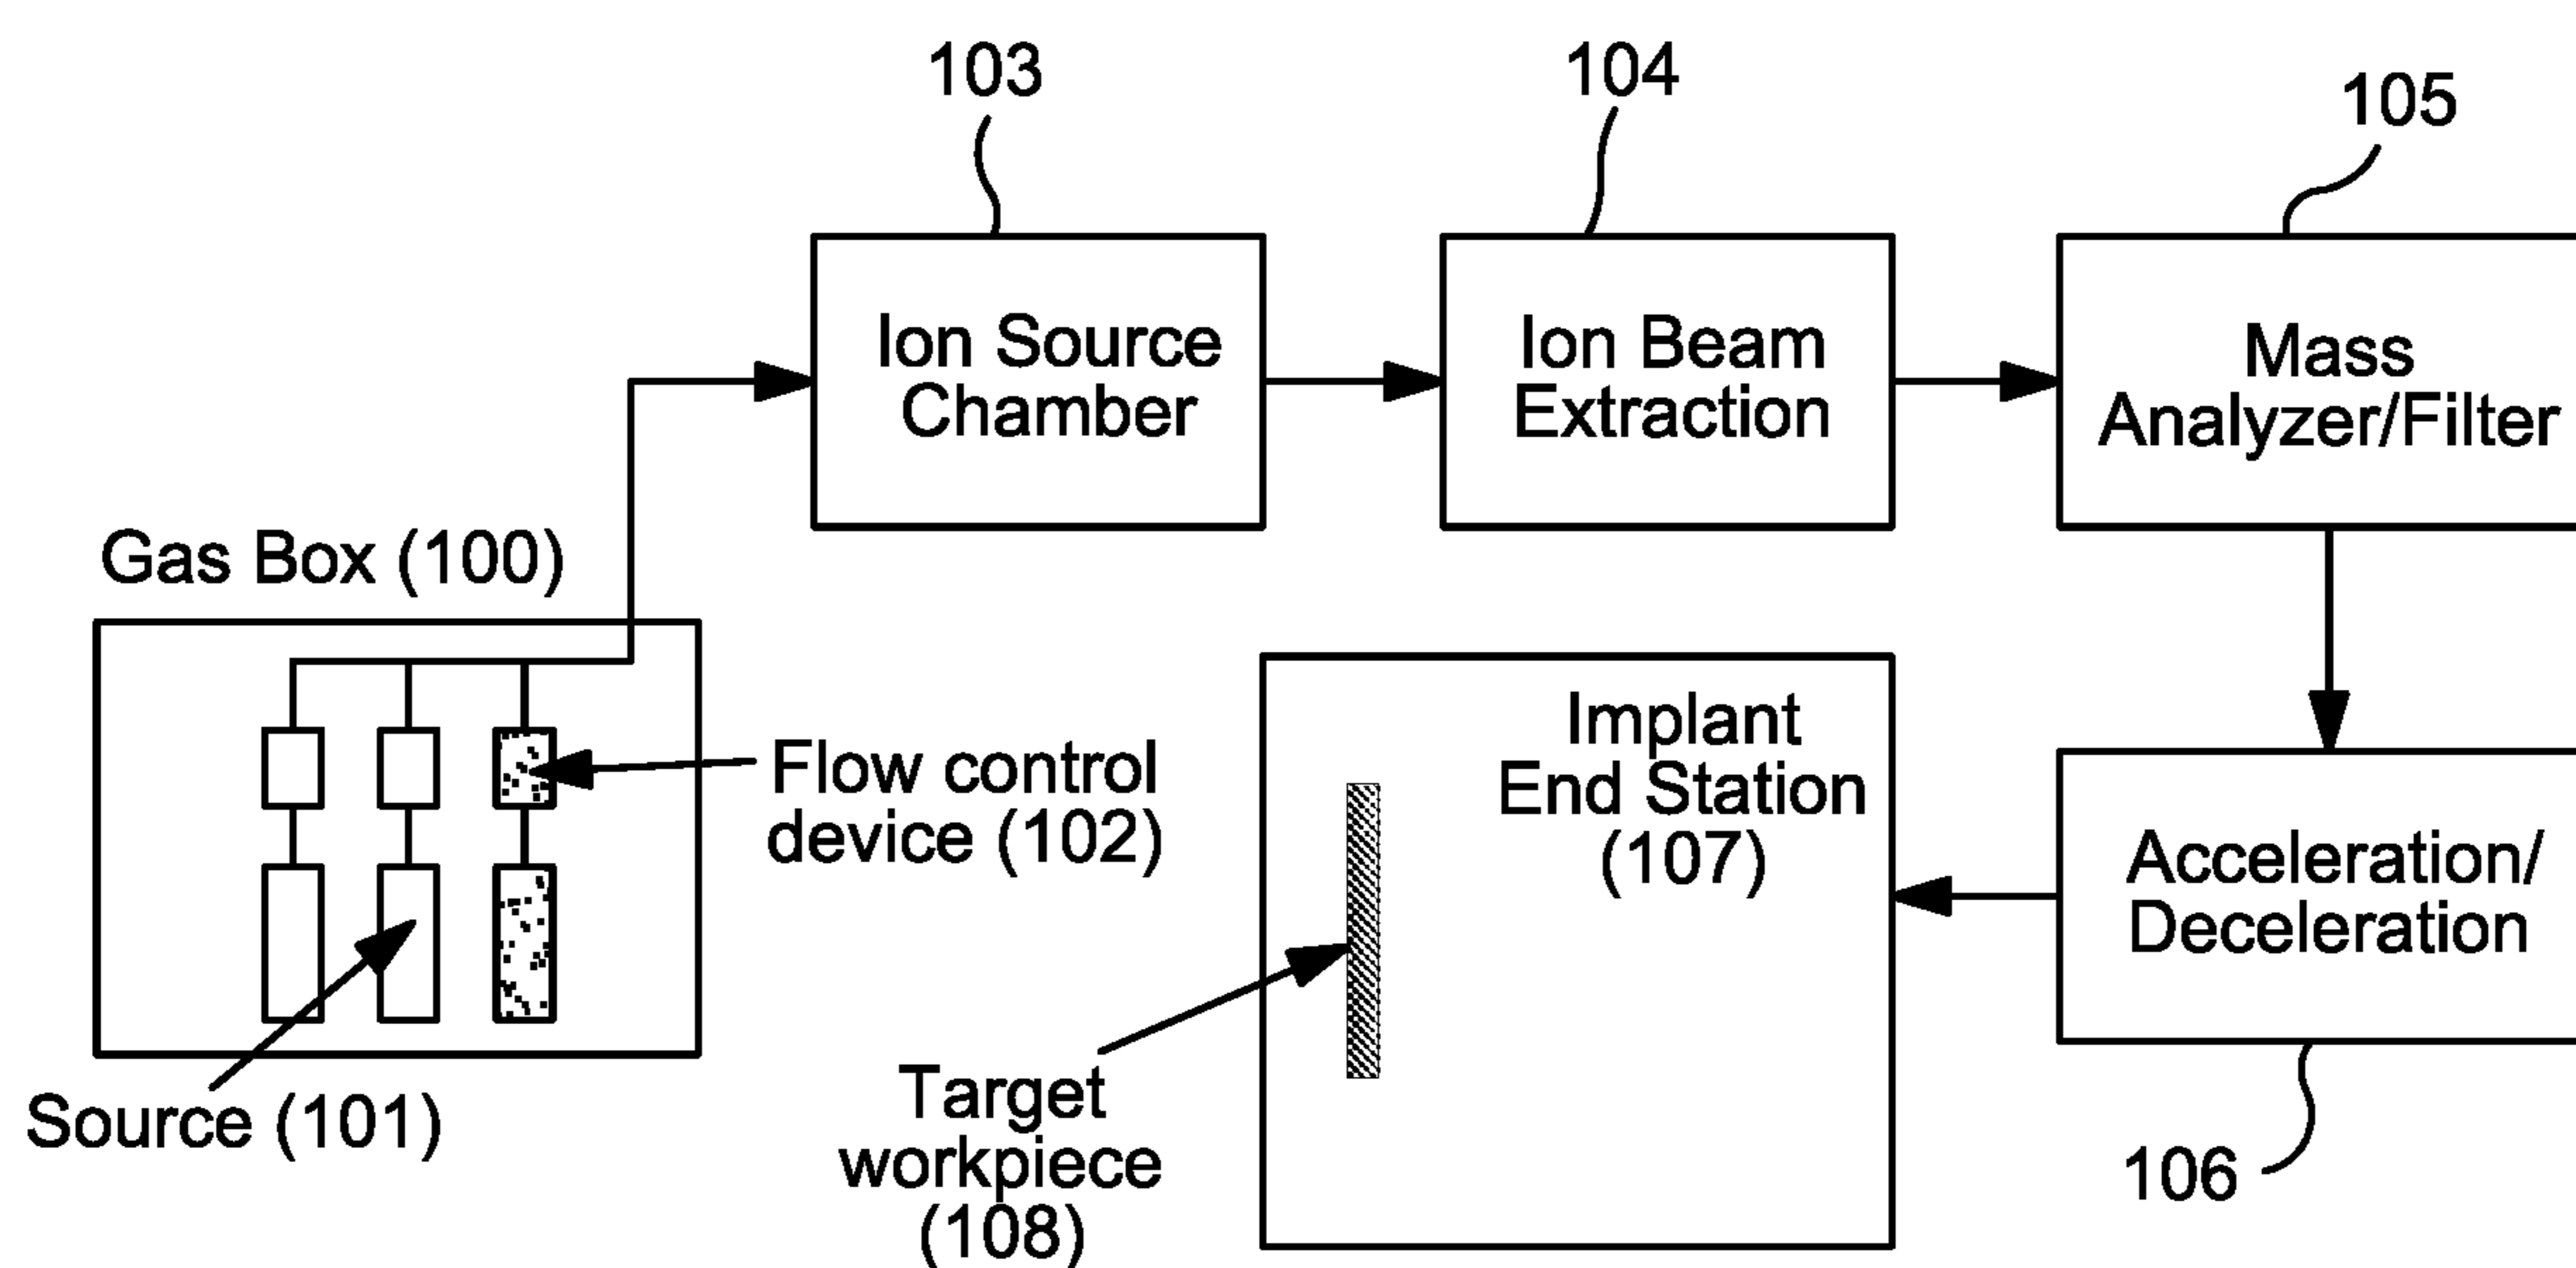 103
104
105
Ion Source
Chamber
Ion Beam
Extraction
Mass
Analyzer/Filter
Gas Box (100)
Flow control
device (102)
Source (101)
Implant
End Station
(107)
Target
workpiece
(108)
Acceleration/
Deceleration
106